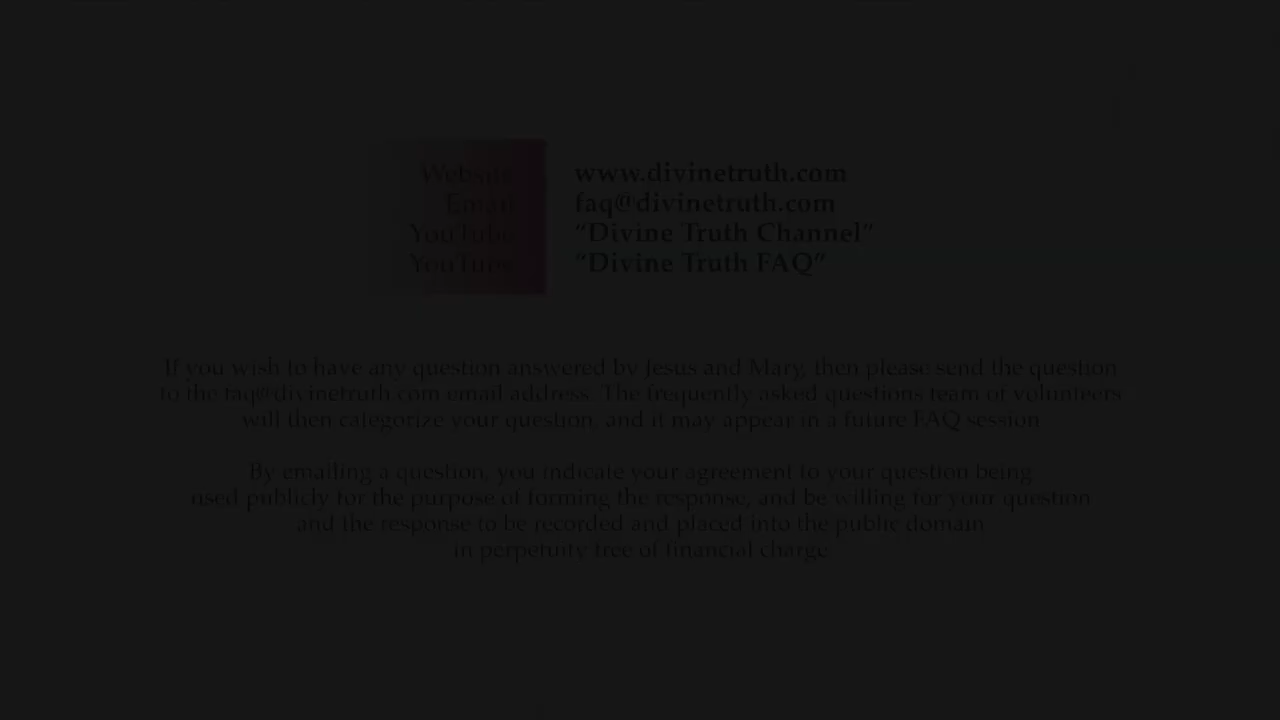 Website www.divinetruth.com
Email faq@divinetruth.com
YouTube “Divine Truth Channel”
YouTube “Divine Truth FAQ”
If you wish to have any question answered by Jesus and Mary, then please send the question
to the faq@divinetruth.com email address. The frequently asked questions team of volunteers
will then categorize your question, and it may appear in a future FAQ session.
By emailing a question, you indicate your agreement to your question being
used publicly for the purpose of forming the response, and be willing for your question
and the response to be recorded and placed into the public domain
in perpetuity free of financial charge.